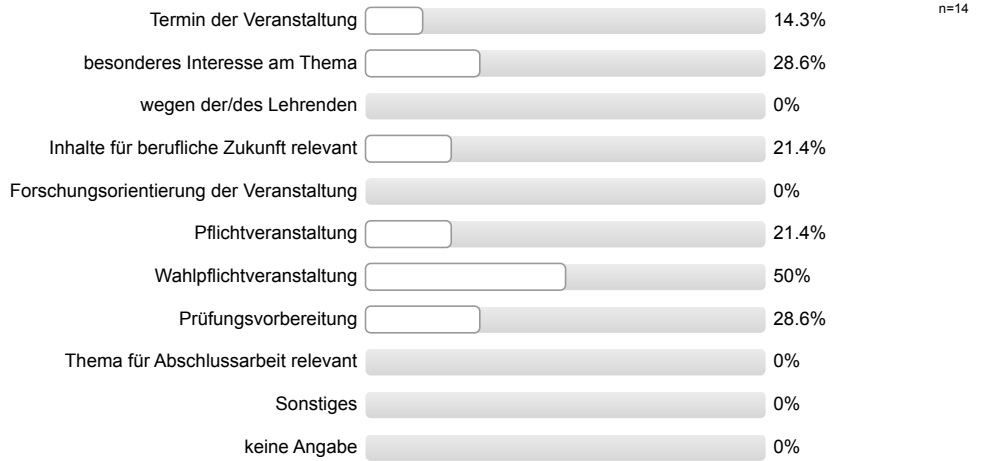 n=14
Termin der Veranstaltung 14.3%
besonderes Interesse am Thema 28.6%
wegen der/des Lehrenden 0%
Inhalte für berufliche Zukunft relevant 21.4%
Forschungsorientierung der Veranstaltung 0%
Pflichtveranstaltung 21.4%
Wahlpflichtveranstaltung 50%
Prüfungsvorbereitung 28.6%
Thema für Abschlussarbeit relevant 0%
Sonstiges 0%
keine Angabe 0%